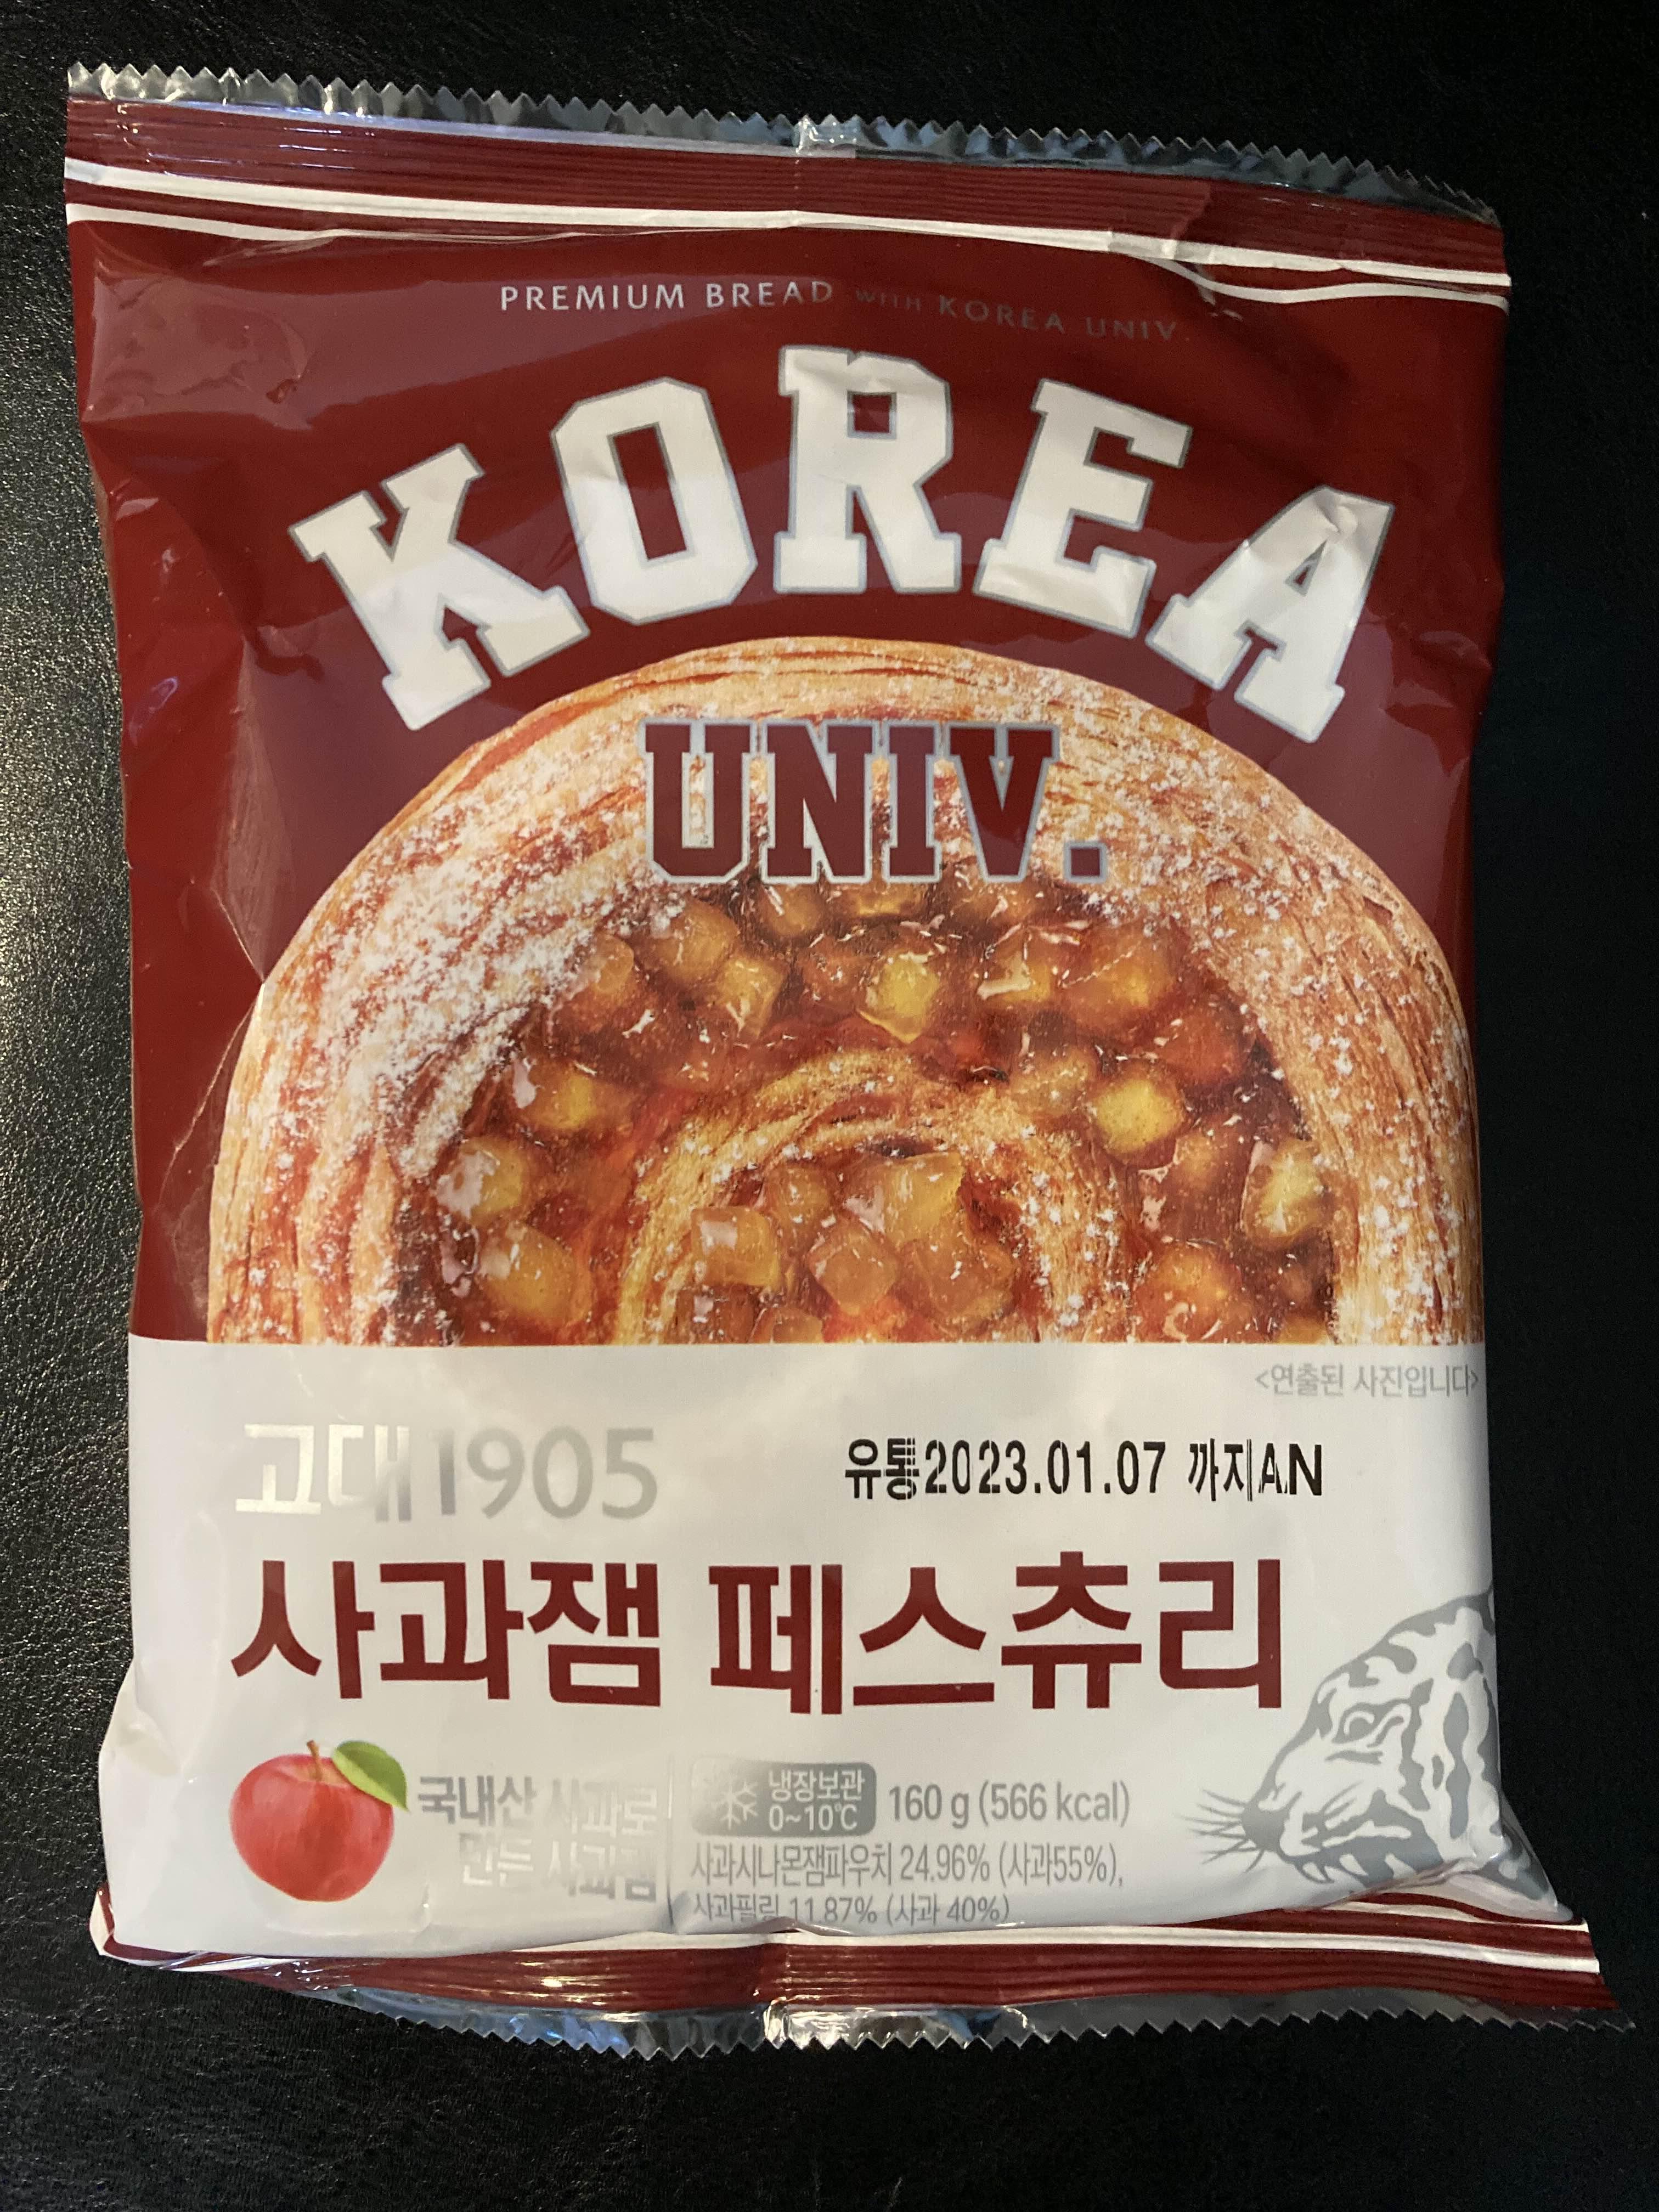 PREMIUM BREAD WITH KOREA UNIV.
KOREA
UNIV.
<연출된 사진입니다>
고대1905
유통2023.01.07 까지AN
사과잼 페스츄리
국내산 사과로
만든 사과잼
냉장보관
0~10℃
160 g (566 kcal)
사과시나몬잼파우치 24.96% (사과55%),
사과필링 11.87% (사과 40%)